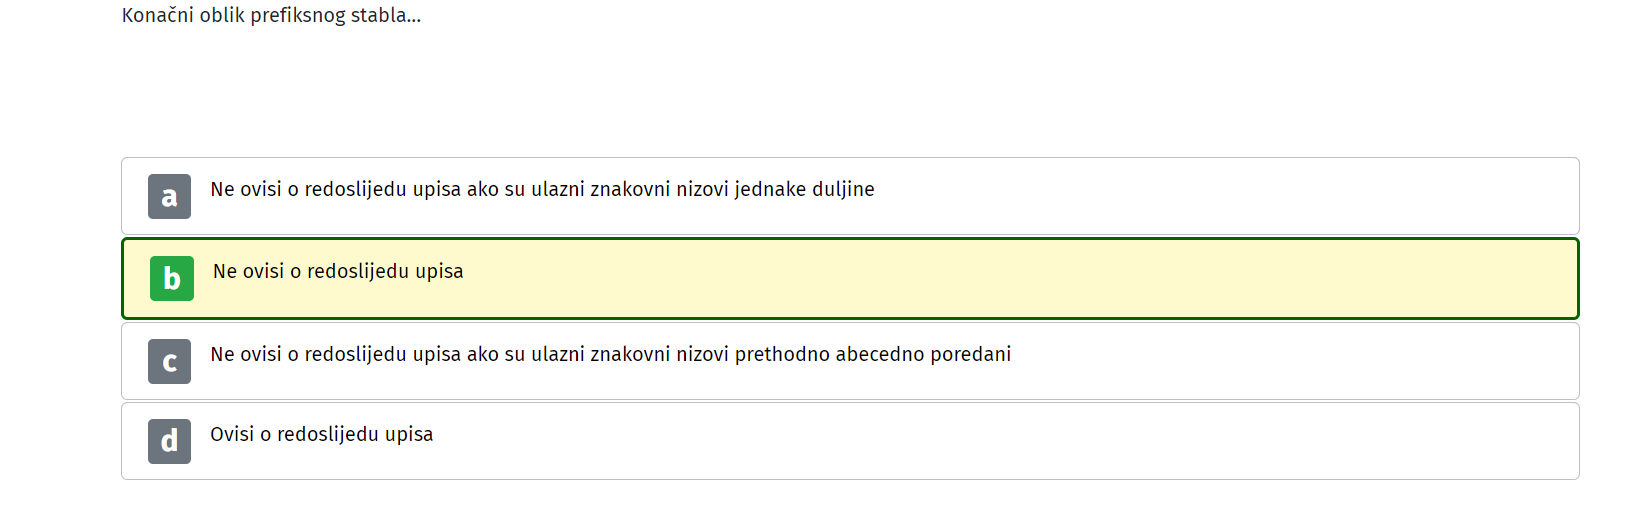 Konačni oblik prefiksnog stabla...
a Ne ovisi o redoslijedu upisa ako su ulazni znakovni nizovi jednake duljine
b Ne ovisi o redoslijedu upisa
c Ne ovisi o redoslijedu upisa ako su ulazni znakovni nizovi prethodno abecedno poredani
d Ovisi o redoslijedu upisa